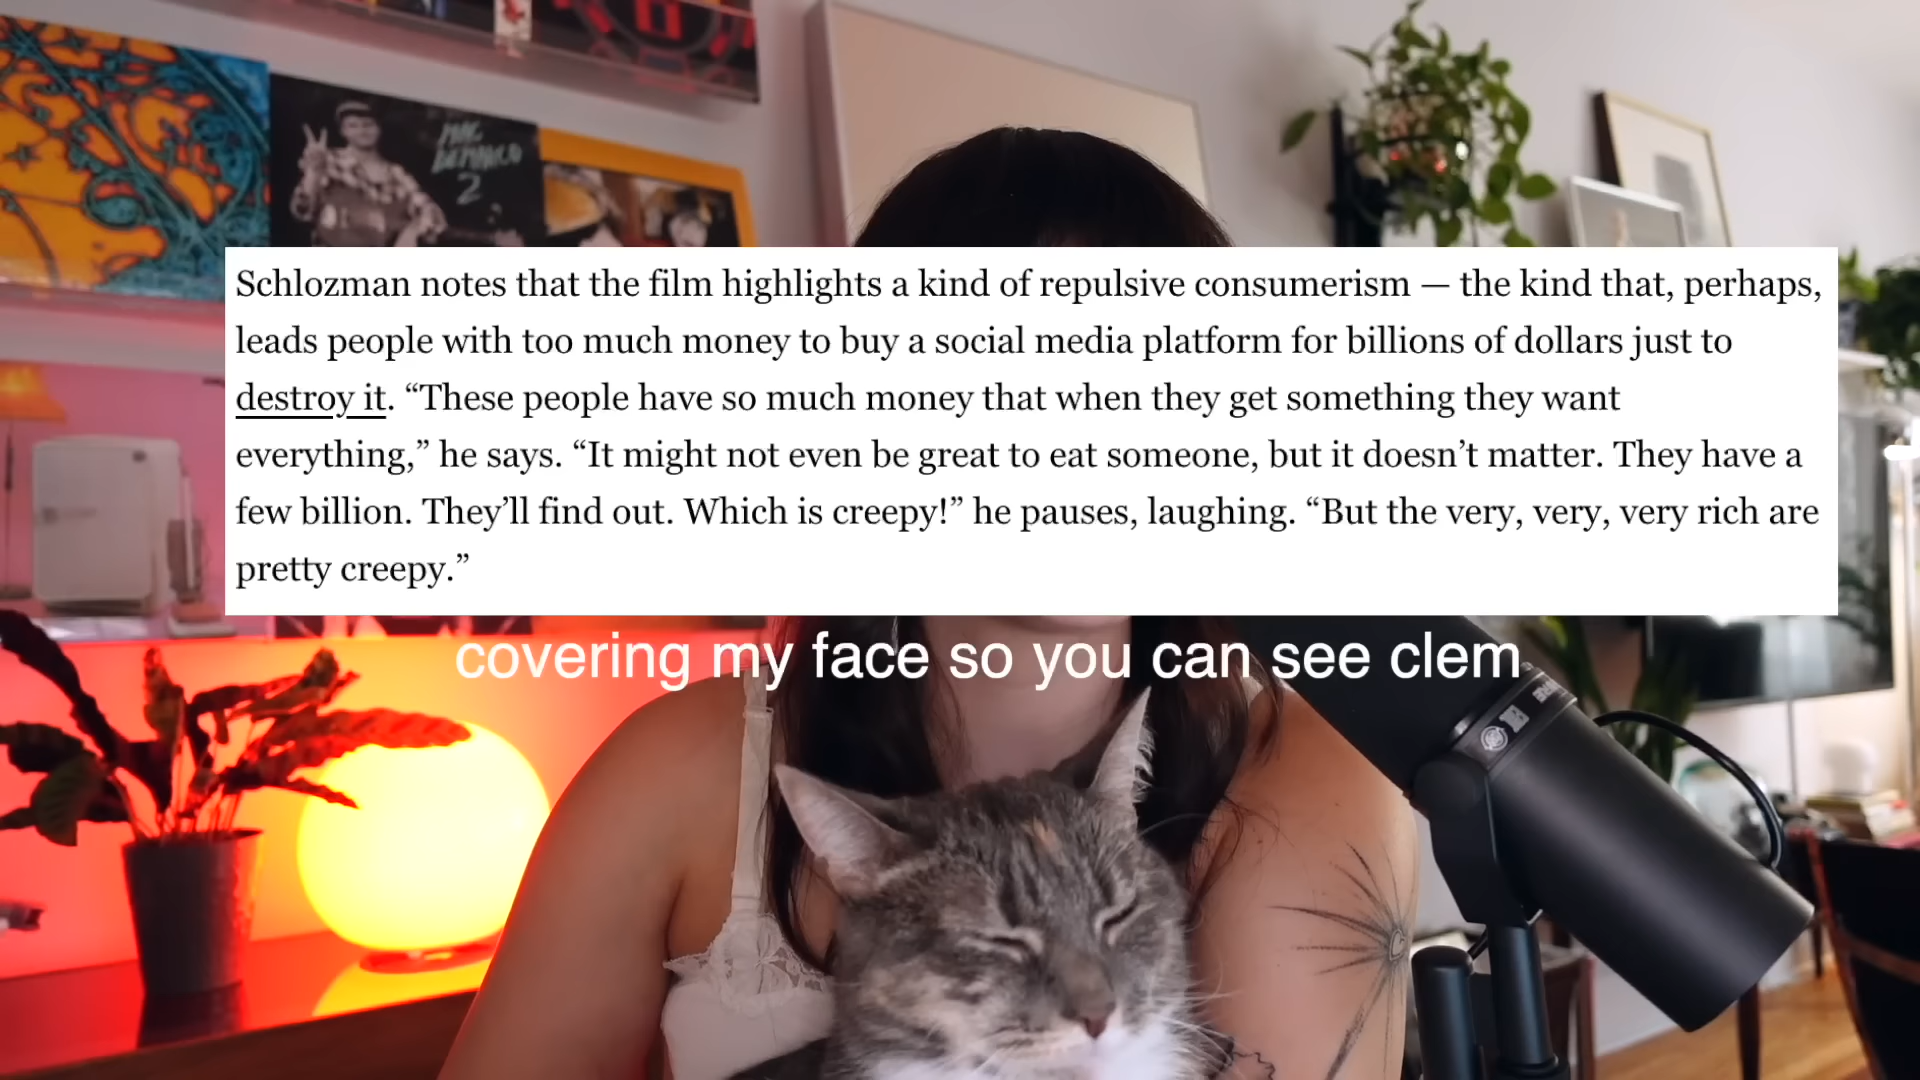 MAC
DEMARCO
2
Schlozman notes that the film highlights a kind of repulsive consumerism — the kind that, perhaps,
leads people with too much money to buy a social media platform for billions of dollars just to
destroy it. “These people have so much money that when they get something they want
everything,” he says. “It might not even be great to eat someone, but it doesn’t matter. They have a
few billion. They’ll find out. Which is creepy!” he pauses, laughing. “But the very, very, very rich are
pretty creepy.”
covering my face so you can see clem